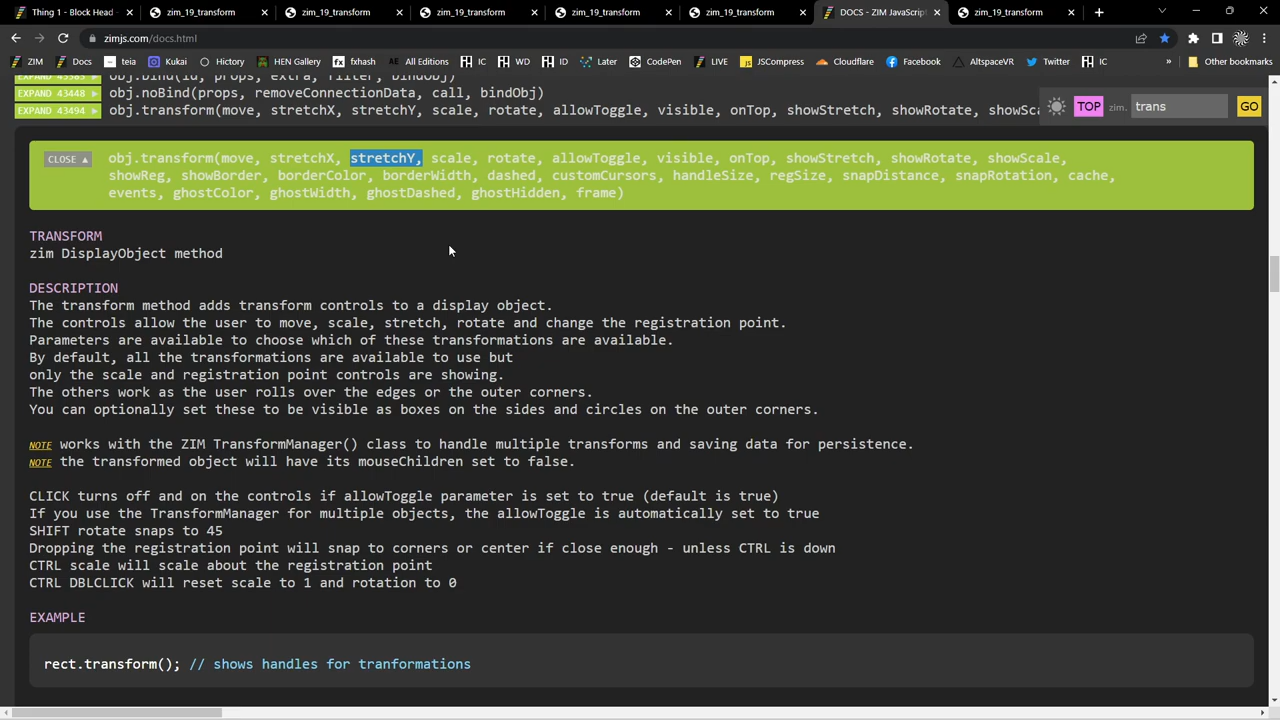 Thing 1 - Block Head
zim_19_transform
zim_19_transform
zim_19_transform
zim_19_transform
zim_19_transform
DOCS - ZIM JavaScript
zim_19_transform
zimjs.com/docs.html
ZIM
Docs
teia
Kukai
Hictory
HEN Gallery
fxhash
All Editions
IC
WD
ID
Later
CodePen
LIVE
JSCompress
Cloudflare
Facebook
AltspaceVR
Twitter
IC
»
Other bookmarks
EXPAND 43385 obj.bind(id, props, extra, filter, bindObj)
EXPAND 43448 obj.noBind(props, removeConnectionData, call, bindObj)
EXPAND 43494 obj.transform(move, stretchX, stretchY, scale, rotate, allowToggle, visible, onTop, showStretch, showRotate, showSca
TOP zim. trans GO
CLOSE ▲ obj.transform(move, stretchX, stretchY, scale, rotate, allowToggle, visible, onTop, showStretch, showRotate, showScale,
showReg, showBorder, borderColor, borderWidth, dashed, customCursors, handleSize, regSize, snapDistance, snapRotation, cache,
events, ghostColor, ghostWidth, ghostDashed, ghostHidden, frame)
TRANSFORM
zim DisplayObject method
DESCRIPTION
The transform method adds transform controls to a display object.
The controls allow the user to move, scale, stretch, rotate and change the registration point.
Parameters are available to choose which of these transformations are available.
By default, all the transformations are available to use but
only the scale and registration point controls are showing.
The others work as the user rolls over the edges or the outer corners.
You can optionally set these to be visible as boxes on the sides and circles on the outer corners.
NOTE works with the ZIM TransformManager() class to handle multiple transforms and saving data for persistence.
NOTE the transformed object will have its mouseChildren set to false.
CLICK turns off and on the controls if allowToggle parameter is set to true (default is true)
If you use the TransformManager for multiple objects, the allowToggle is automatically set to true
SHIFT rotate snaps to 45
Dropping the registration point will snap to corners or center if close enough - unless CTRL is down
CTRL scale will scale about the registration point
CTRL DBLCLICK will reset scale to 1 and rotation to 0
EXAMPLE
rect.transform(); // shows handles for tranformations